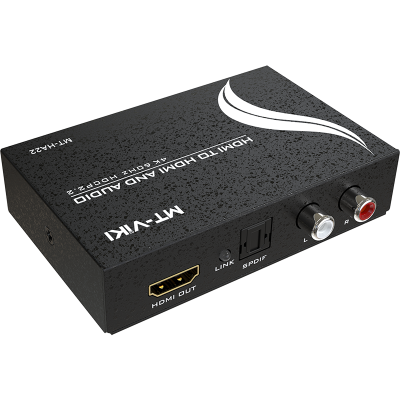 MT-HA22
HDMI TO HDMI AND AUDIO
4K 60HZ HDCP2.2
MT-VIKI
HDMI OUT
LINK
SPDIF
L
R